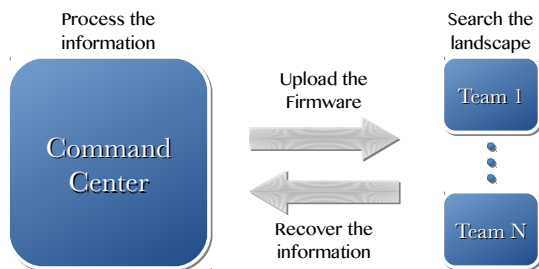 Process the
information
Command
Center
Upload the
Firmware
Recover the
information
Search the
landscape
Team 1
Team N